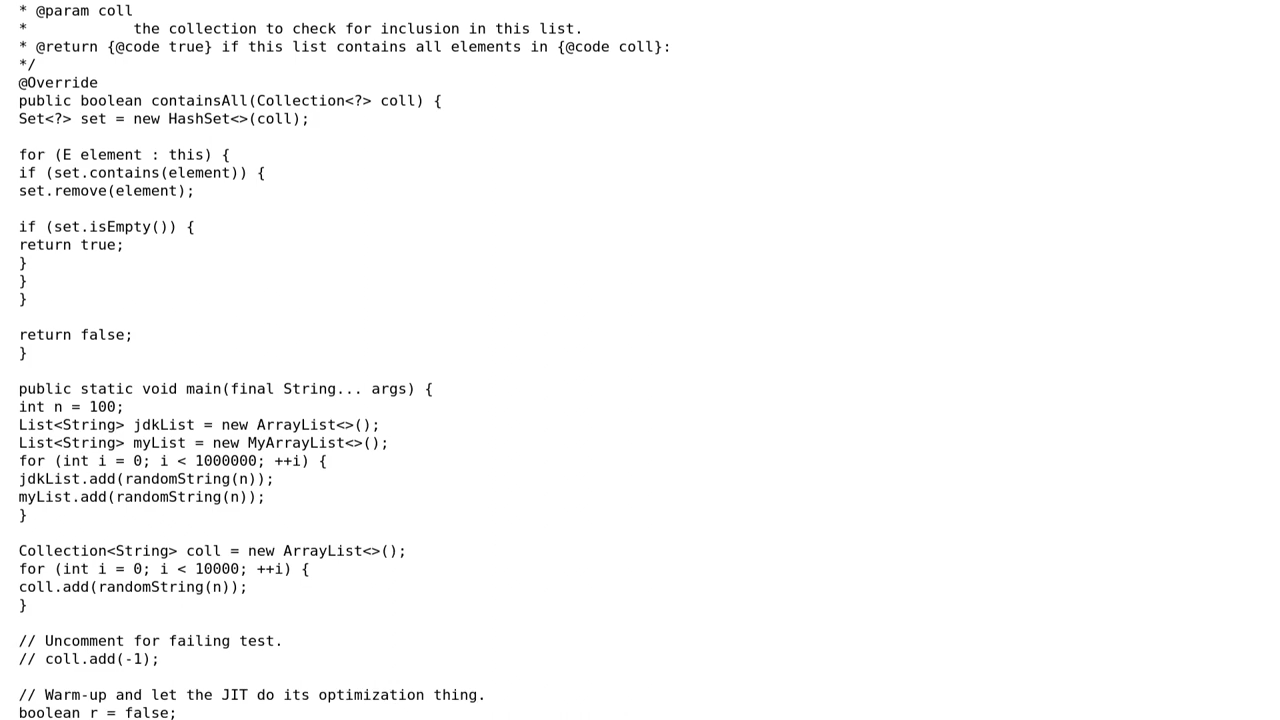 * @param coll
*            the collection to check for inclusion in this list.
* @return {@code true} if this list contains all elements in {@code coll}:
*/
@Override
public boolean containsAll(Collection<?> coll) {
Set<?> set = new HashSet<>(coll);

for (E element : this) {
if (set.contains(element)) {
set.remove(element);

if (set.isEmpty()) {
return true;
}
}
}

return false;
}

public static void main(final String... args) {
int n = 100;
List<String> jdkList = new ArrayList<>();
List<String> myList = new MyArrayList<>();
for (int i = 0; i < 1000000; ++i) {
jdkList.add(randomString(n));
myList.add(randomString(n));
}

Collection<String> coll = new ArrayList<>();
for (int i = 0; i < 10000; ++i) {
coll.add(randomString(n));
}

// Uncomment for failing test.
// coll.add(-1);

// Warm-up and let the JIT do its optimization thing.
boolean r = false;